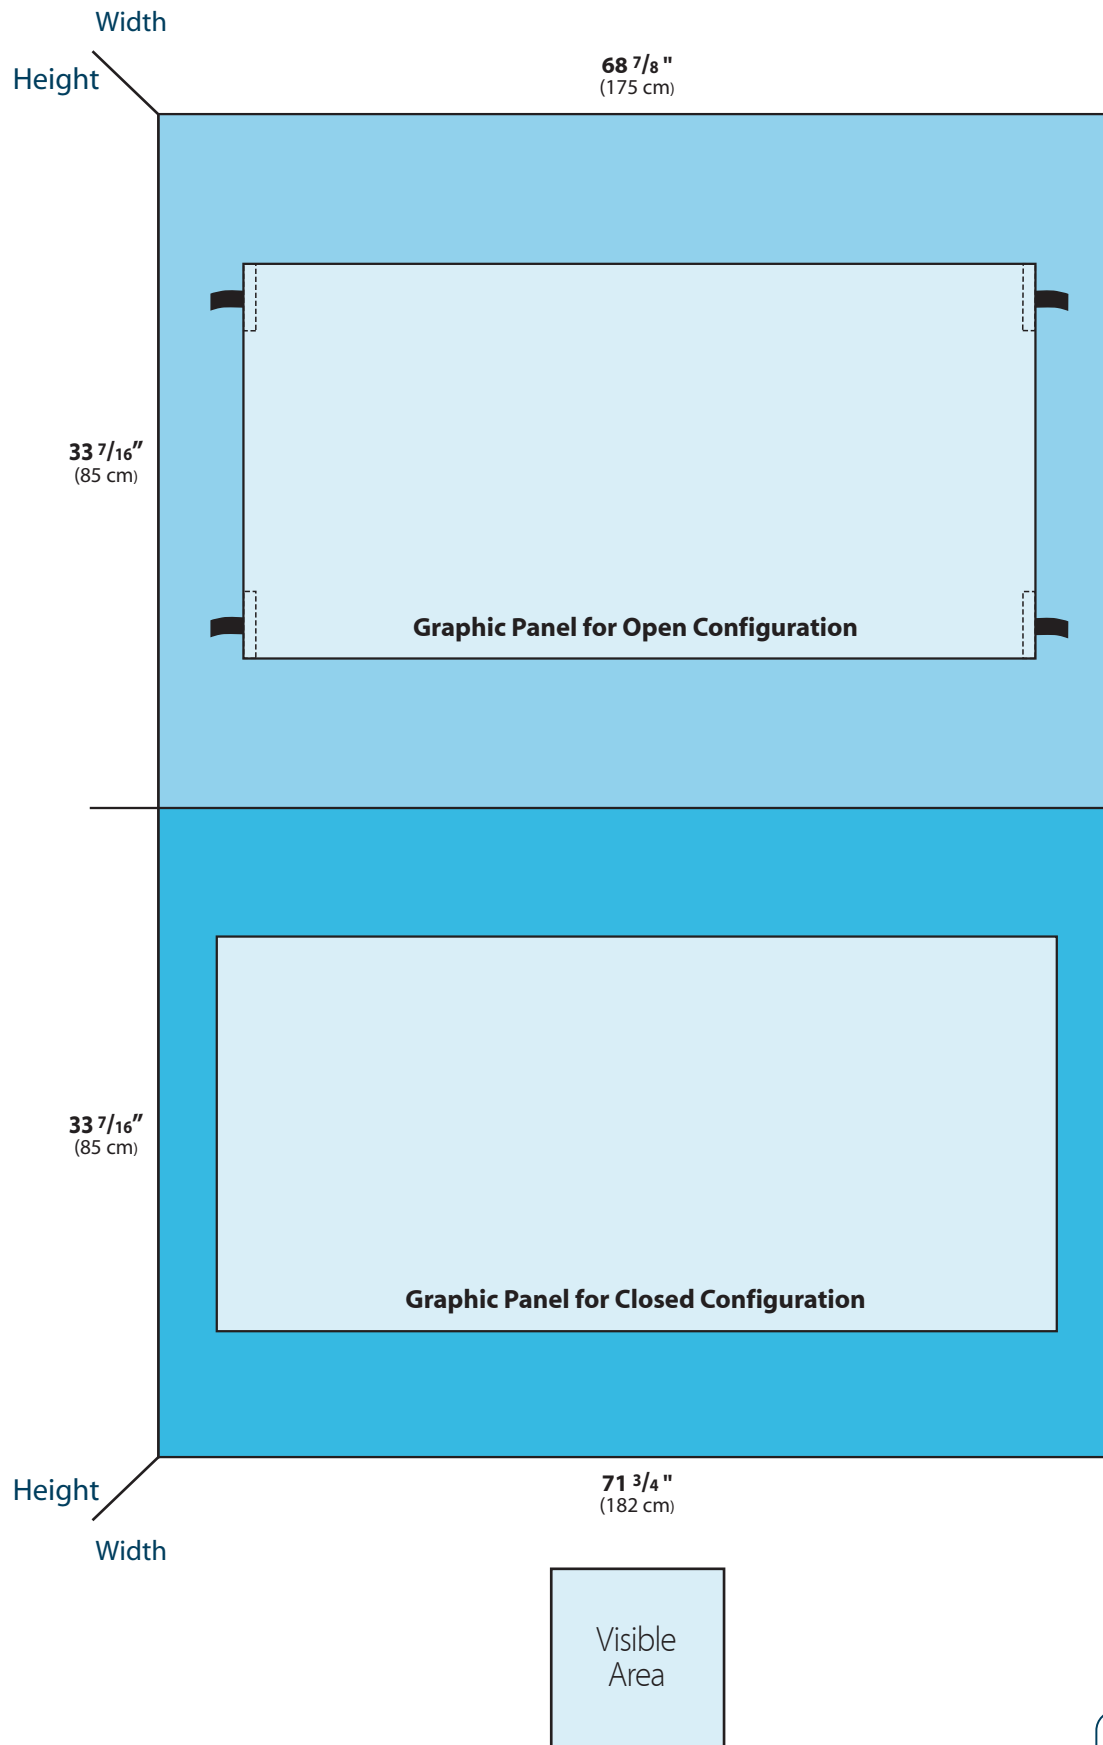 Width
Height
68 7/8 "
(175 cm)
33 7/16”
(85 cm)
Graphic Panel for Open Configuration
33 7/16”
(85 cm)
Graphic Panel for Closed Configuration
Height
71 3/4 "
(182 cm)
Width
Visible
Area